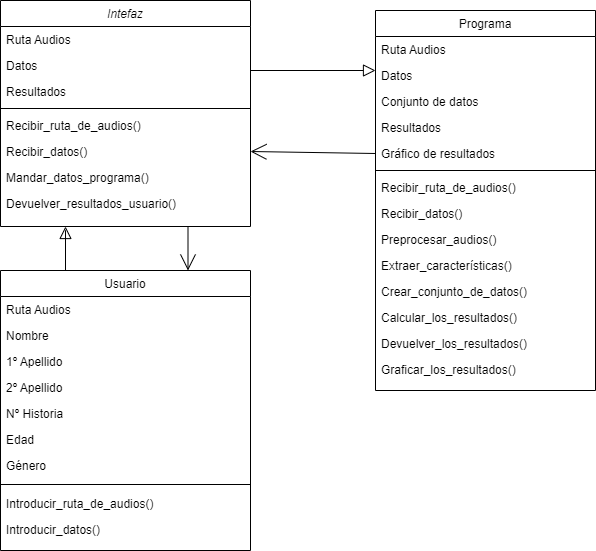 Intefaz
Ruta Audios
Datos
Resultados
Recibir_ruta_de_audios()
Recibir_datos()
Mandar_datos_programa()
Devuelver_resultados_usuario()
Programa
Ruta Audios
Datos
Conjunto de datos
Resultados
Gráfico de resultados
Recibir_ruta_de_audios()
Recibir_datos()
Preprocesar_audios()
Extraer_características()
Crear_conjunto_de_datos()
Calcular_los_resultados()
Devuelver_los_resultados()
Graficar_los_resultados()
Usuario
Ruta Audios
Nombre
1º Apellido
2º Apellido
Nº Historia
Edad
Género
Introducir_ruta_de_audios()
Introducir_datos()